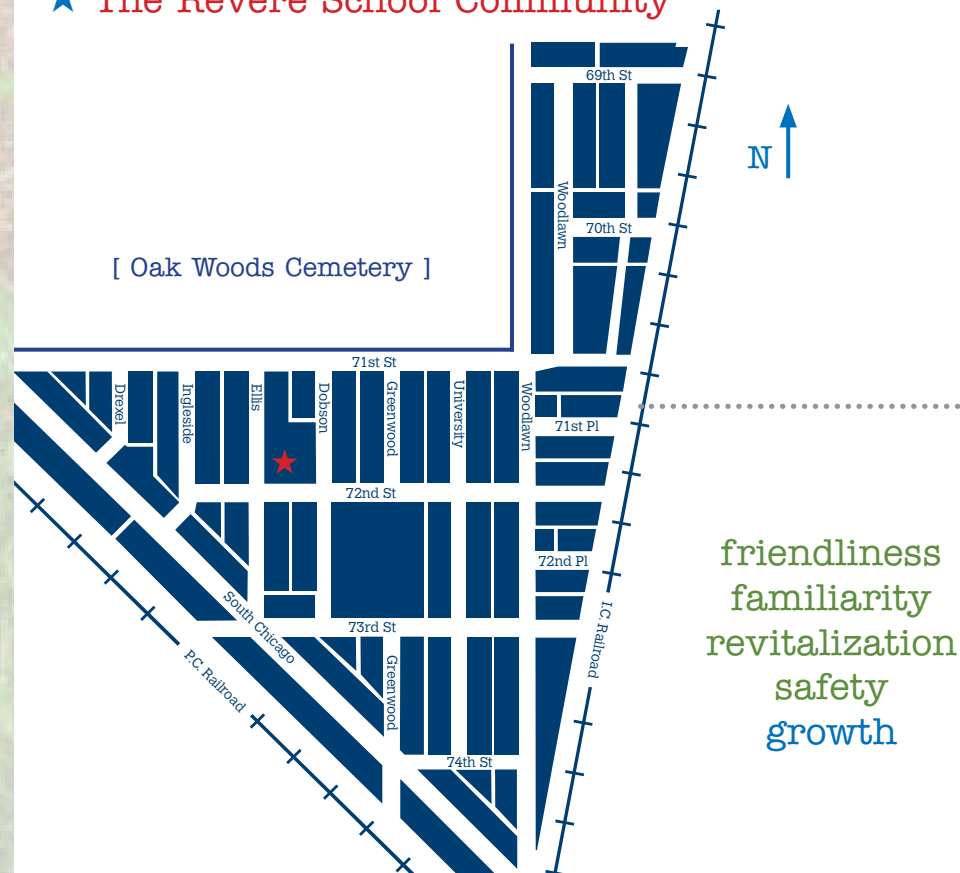 The Revere School Community
69th St
N
Woodlawn
70th St
[ Oak Woods Cemetery ]
71st St
Drexel
Ingleside
Ellis
Dobson
Greenwood
University
Woodlawn
71st Pl
72nd St
72nd Pl
friendliness
familiarity
revitalization
safety
growth
South Chicago
73rd St
I.C. Railroad
P.C. Railroad
Greenwood
74th St